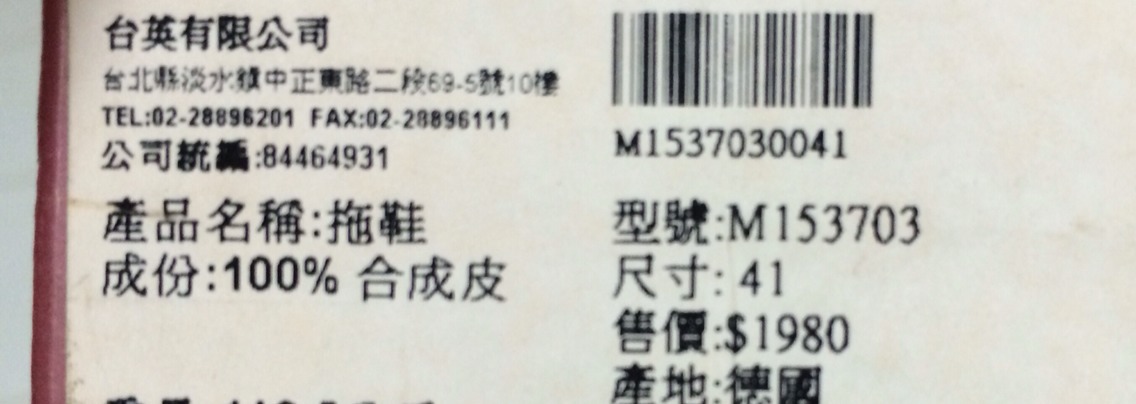 台英有限公司
台北縣淡水鎮中正東路二段69-5號10樓
TEL:02-28896201 FAX:02-28896111
公司統編:84464931
產品名稱:拖鞋
成份:100% 合成皮
M1537030041
型號:M153703
尺寸: 41
售價:$1980
產地:德國